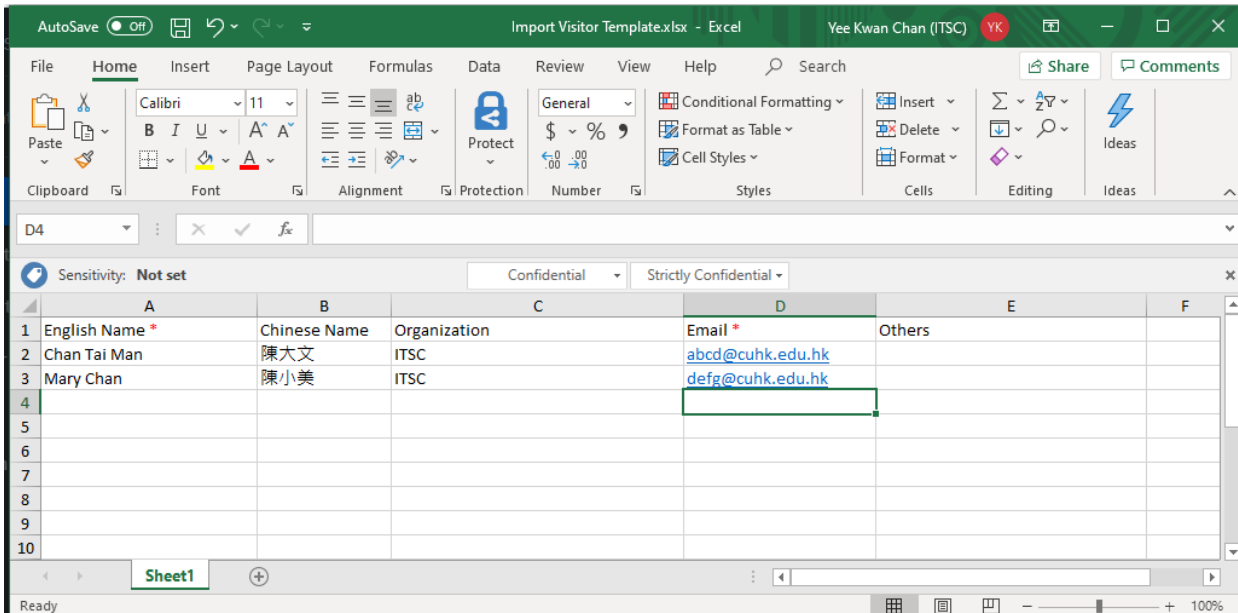 AutoSave Off Import Visitor Template.xlsx - Excel Yee Kwan Chan (ITSC) YK
File Home Insert Page Layout Formulas Data Review View Help Search Share Comments
Calibri 11 ab General Conditional Formatting Insert
Paste B I U A A Protect $ % Format as Table Delete Ideas
Cell Styles Format
Clipboard Font Alignment Protection Number Styles Cells Editing Ideas
D4 fx
Sensitivity: Not set Confidential Strictly Confidential
A B C D E F
1 English Name * Chinese Name Organization Email * Others
2 Chan Tai Man 陳大文 ITSC abcd@cuhk.edu.hk
3 Mary Chan 陳小美 ITSC defg@cuhk.edu.hk
4
5
6
7
8
9
10
Sheet1
Ready 100%